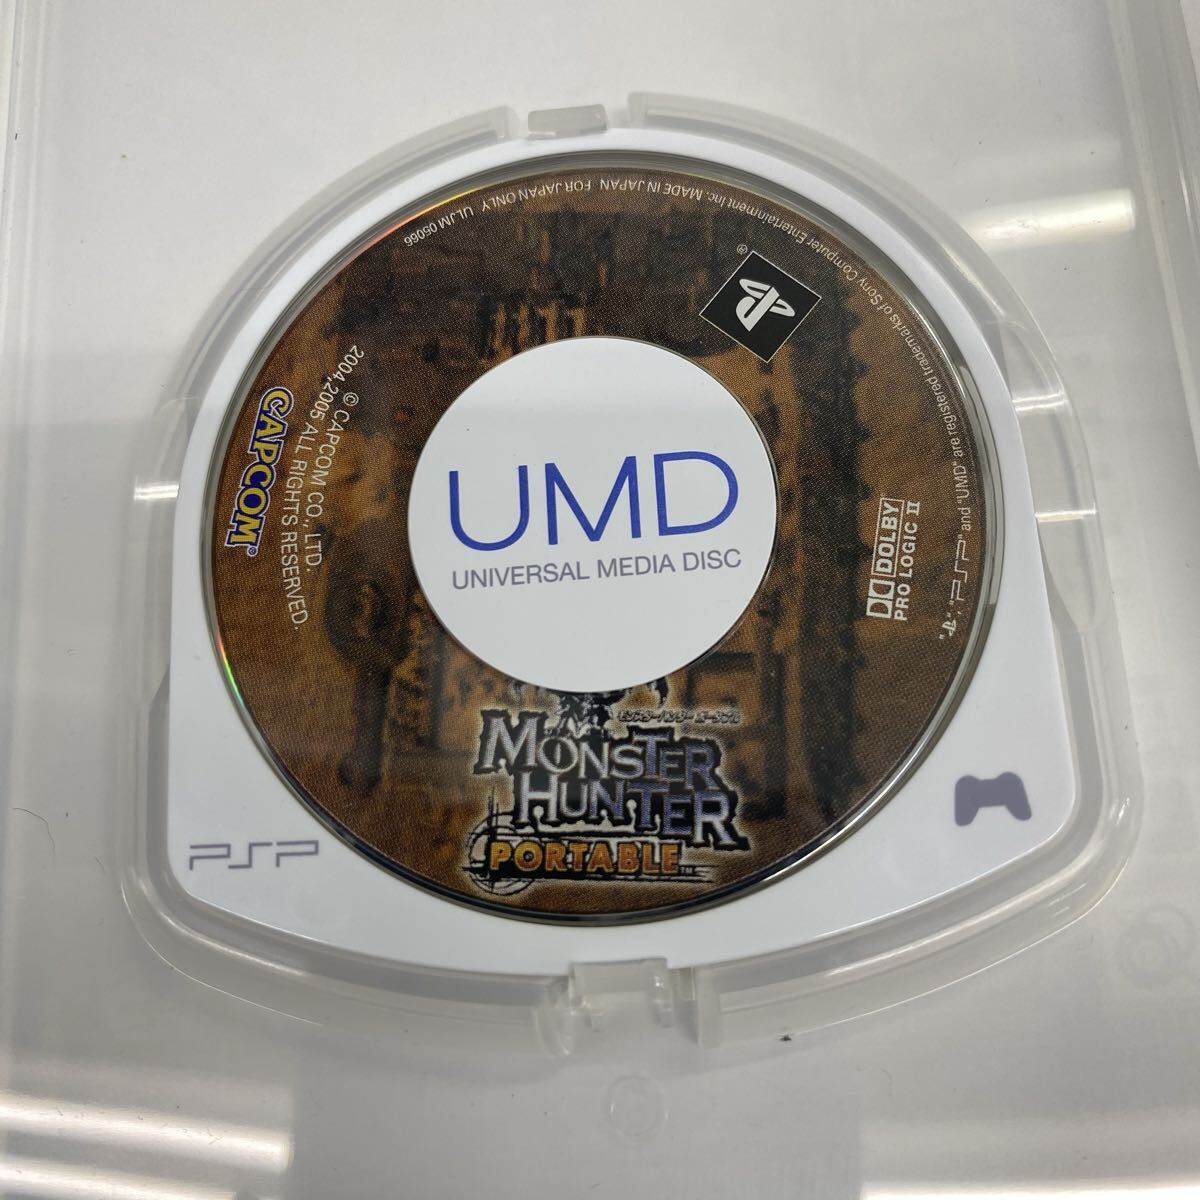 "⏃", "PSP" and "UMD" are registered trademarks of Sony Computer Entertainment Inc. MADE IN JAPAN FOR JAPAN ONLY ULJM 05066
®
© CAPCOM CO., LTD.
2004,2005 ALL RIGHTS RESERVED.
CAPCOM®
UMD
UNIVERSAL MEDIA DISC
DOLBY
PRO LOGIC II
モンスターハンター ポータブル
MONSTER
HUNTER
PORTABLE™
PSP